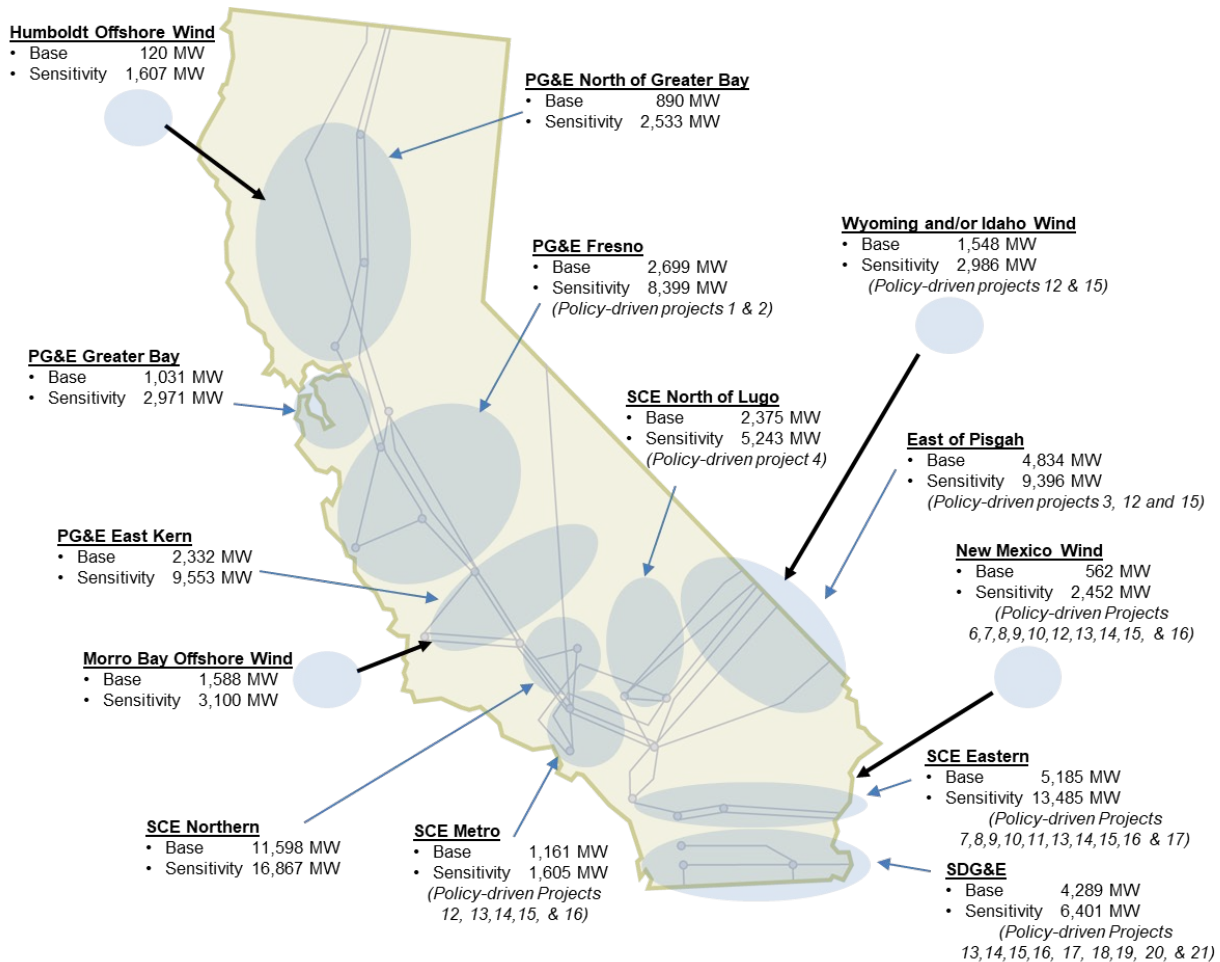 Humboldt Offshore Wind
• Base 120 MW
• Sensitivity 1,607 MW
PG&E North of Greater Bay
• Base 890 MW
• Sensitivity 2,533 MW
Wyoming and/or Idaho Wind
• Base 1,548 MW
• Sensitivity 2,986 MW
(Policy-driven projects 12 & 15)
PG&E Fresno
• Base 2,699 MW
• Sensitivity 8,399 MW
(Policy-driven projects 1 & 2)
PG&E Greater Bay
• Base 1,031 MW
• Sensitivity 2,971 MW
SCE North of Lugo
• Base 2,375 MW
• Sensitivity 5,243 MW
(Policy-driven project 4)
East of Pisgah
• Base 4,834 MW
• Sensitivity 9,396 MW
(Policy-driven projects 3, 12 and 15)
PG&E East Kern
• Base 2,332 MW
• Sensitivity 9,553 MW
New Mexico Wind
• Base 562 MW
• Sensitivity 2,452 MW
(Policy-driven Projects
6,7,8,9,10,12,13,14,15, & 16)
Morro Bay Offshore Wind
• Base 1,588 MW
• Sensitivity 3,100 MW
SCE Eastern
• Base 5,185 MW
• Sensitivity 13,485 MW
(Policy-driven Projects
7,8,9,10,11,13,14,15,16 & 17)
SCE Northern
• Base 11,598 MW
• Sensitivity 16,867 MW
SCE Metro
• Base 1,161 MW
• Sensitivity 1,605 MW
(Policy-driven Projects
12, 13,14,15, & 16)
SDG&E
• Base 4,289 MW
• Sensitivity 6,401 MW
(Policy-driven Projects
13,14,15,16, 17, 18,19, 20, & 21)